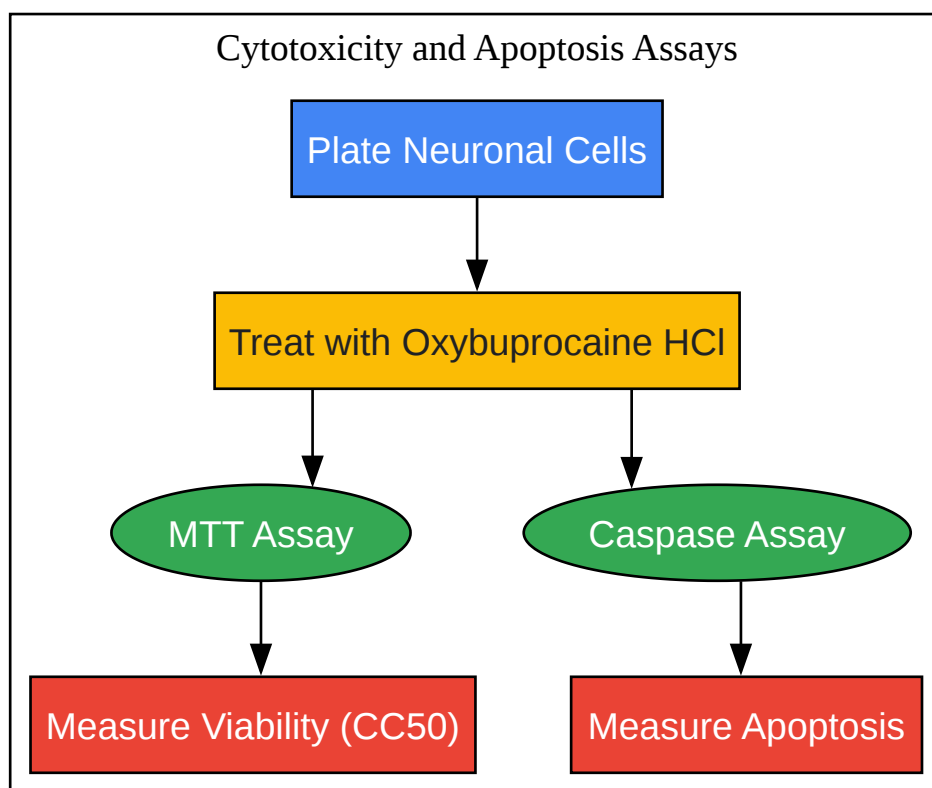 Cytotoxicity and Apoptosis Assays
Plate Neuronal Cells
Treat with Oxybuprocaine HCl
MTT Assay
Caspase Assay
Measure Viability (CC50)
Measure Apoptosis